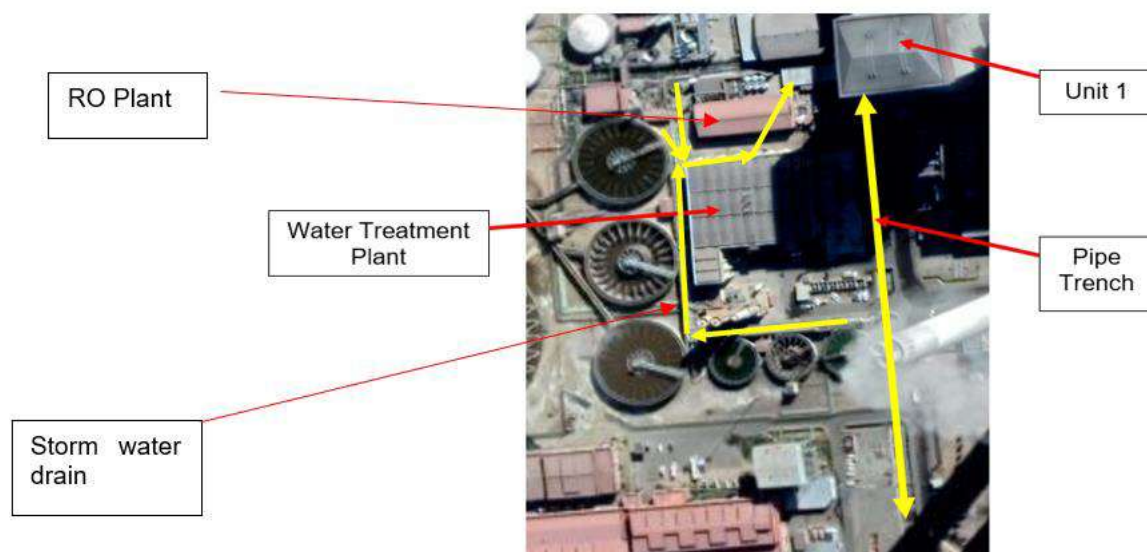 RO Plant
Unit 1
Water Treatment
Plant
Pipe
Trench
Storm water
drain